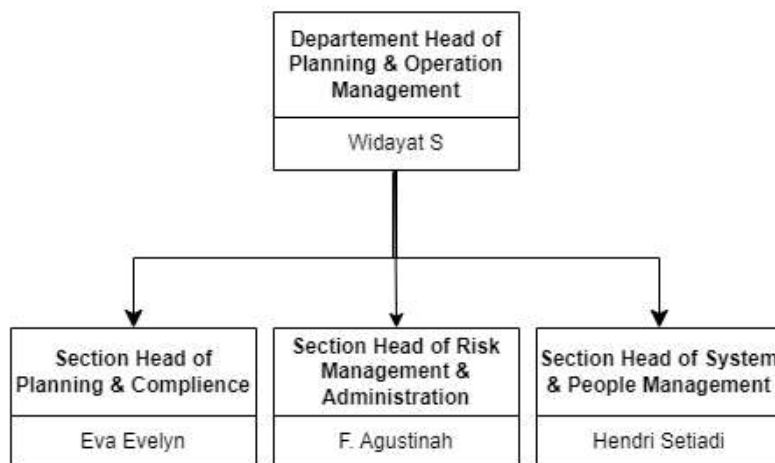 Departement Head of
Planning & Operation
Management
Widayat S
Section Head of
Planning & Complience
Eva Evelyn
Section Head of Risk
Management &
Administration
F. Agustinah
Section Head of System
& People Management
Hendri Setiadi